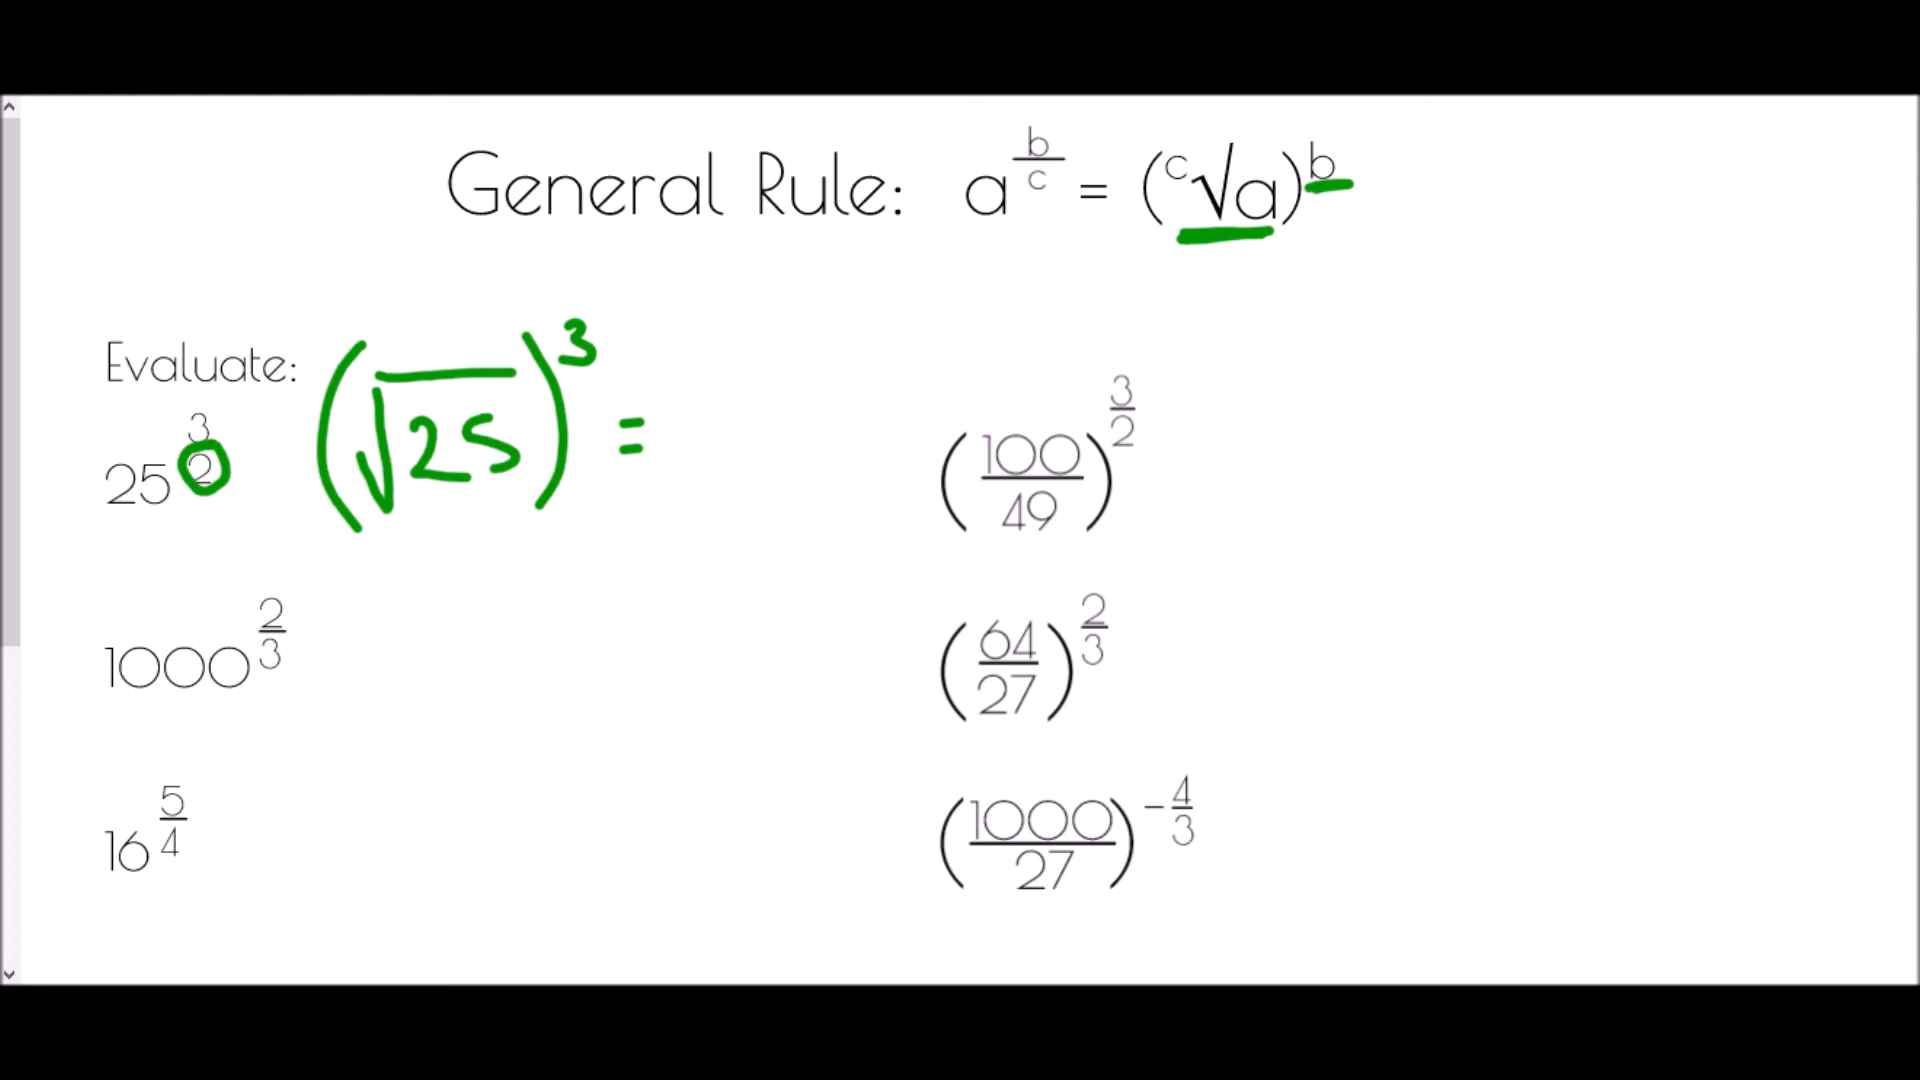 General Rule: a^(b/c) = (ᶜ√a)^b
Evaluate:
25^(3/2) (√25)³ =
1000^(2/3)
16^(5/4)
(100/49)^(3/2)
(64/27)^(2/3)
(1000/27)^(-4/3)